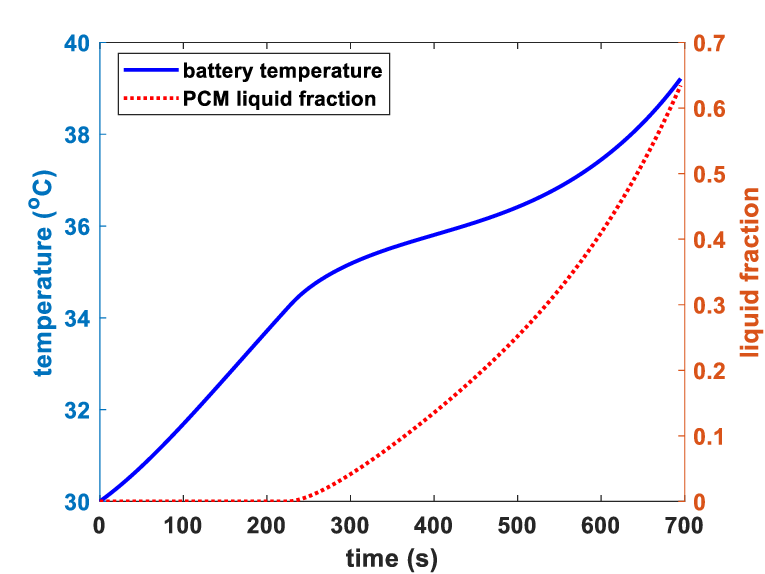 battery temperature
PCM liquid fraction
temperature (°C)
40
38
36
34
32
30
liquid fraction
0.7
0.6
0.5
0.4
0.3
0.2
0.1
0
0 100 200 300 400 500 600 700
time (s)